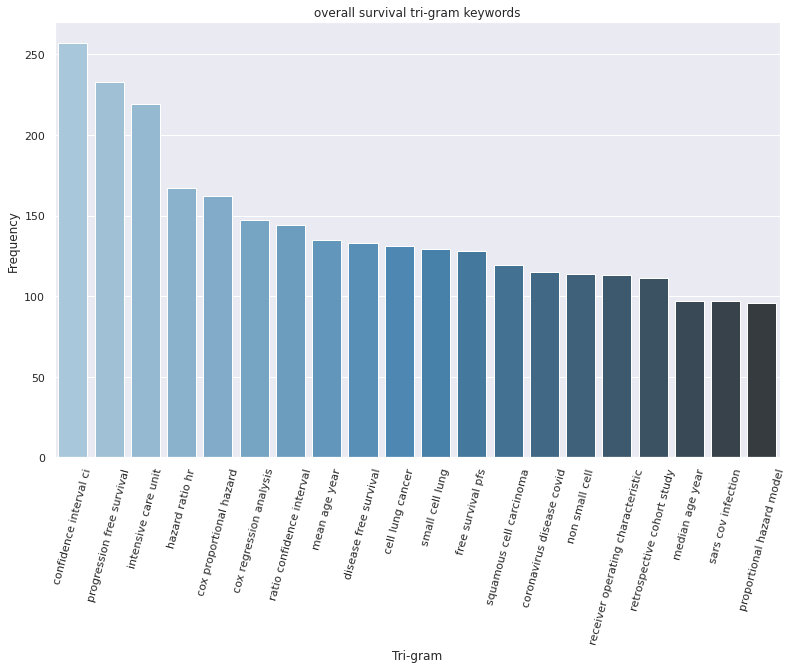 overall survival tri-gram keywords
Frequency
250
200
150
100
50
0
confidence interval ci
progression free survival
intensive care unit
hazard ratio hr
cox proportional hazard
cox regression analysis
ratio confidence interval
mean age year
disease free survival
cell lung cancer
small cell lung
free survival pfs
squamous cell carcinoma
coronavirus disease covid
non small cell
receiver operating characteristic
retrospective cohort study
median age year
sars cov infection
proportional hazard model
Tri-gram